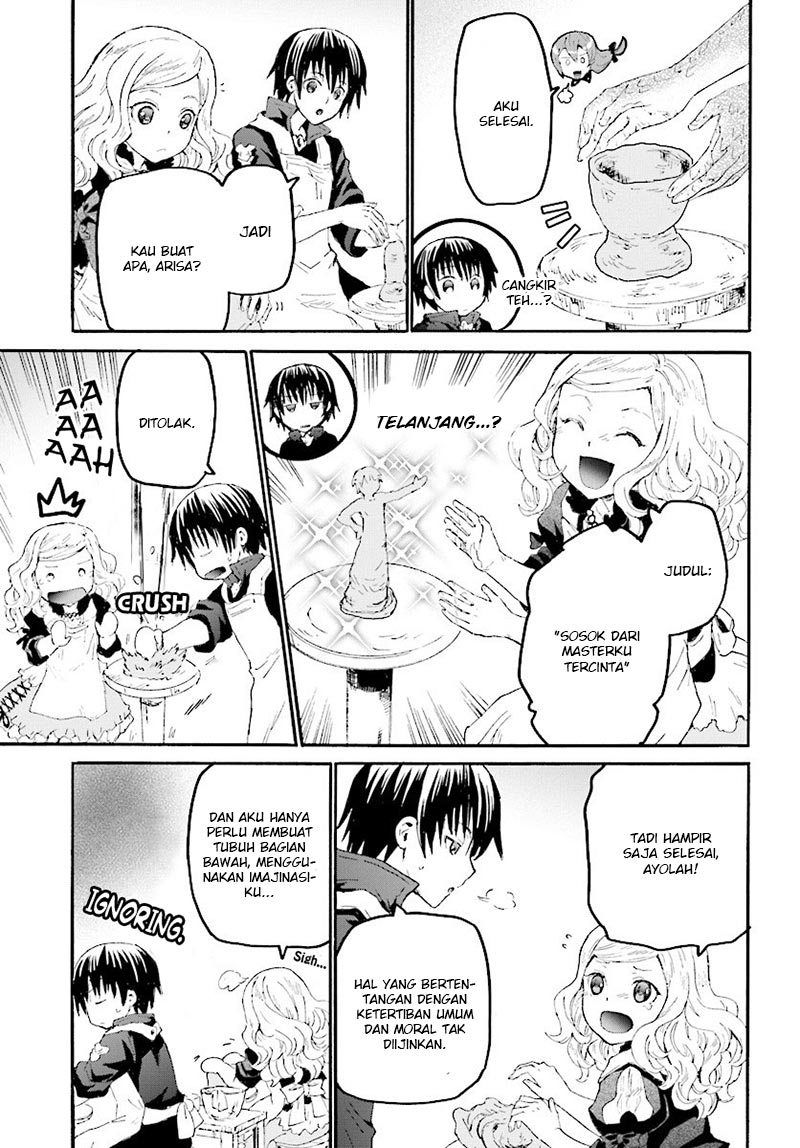 AKU
SELESAI.
CANGKIR
TEH...?
JADI
KAU BUAT
APA, ARISA?
JUDUL:
"SOSOK DARI
MASTERKU
TERCINTA"
TELANJANG...?
DITOLAK.
CRUSH
AA
AA
AAAH
TADI HAMPIR
SAJA SELESAI,
AYOLAH!
HAL YANG BERTEN-
TANGAN DENGAN
KETERTIBAN UMUM
DAN MORAL TAK
DIIJINKAN.
DAN AKU HANYA
PERLU MEMBUAT
TUBUH BAGIAN
BAWAH, MENGGU-
NAKAN IMAJINASI-
KU...
Sigh...
IGNORING.